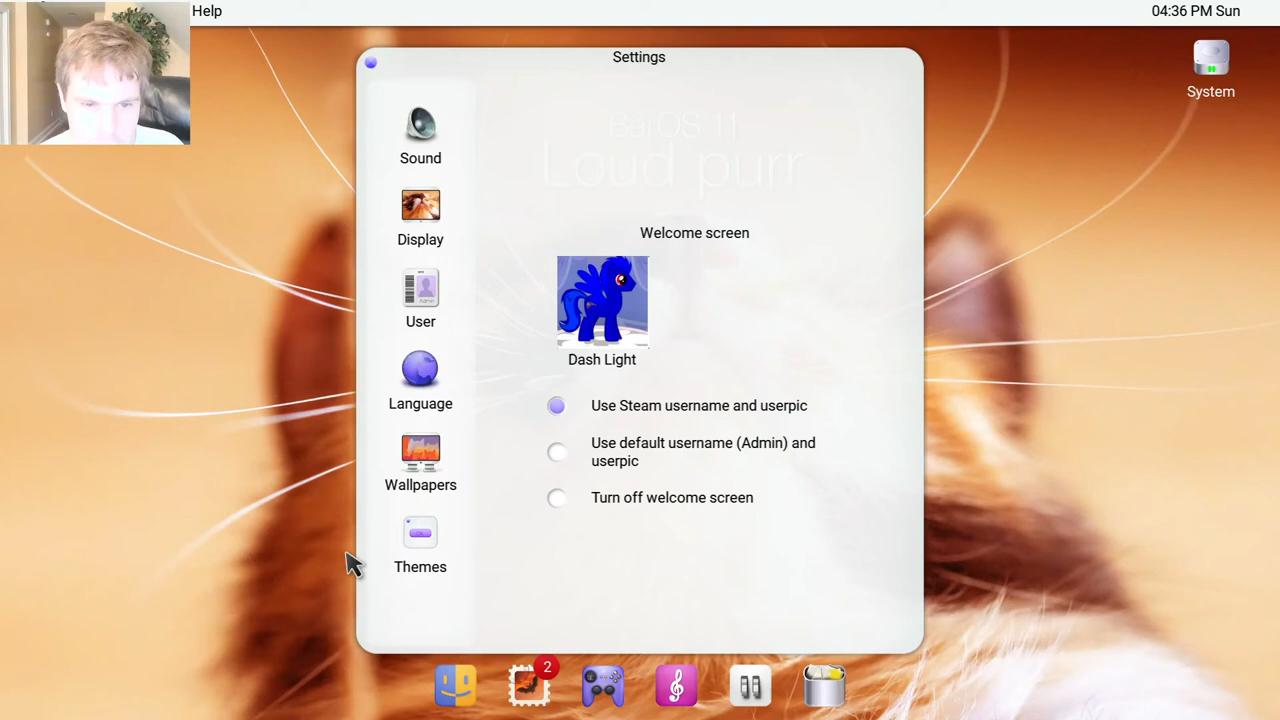 Help
04:36 PM Sun
Settings
System
BarOS 11
Loud purr
Sound
Display
User
Language
Wallpapers
Themes
Welcome screen
Dash Light
Use Steam username and userpic
Use default username (Admin) and
userpic
Turn off welcome screen
2